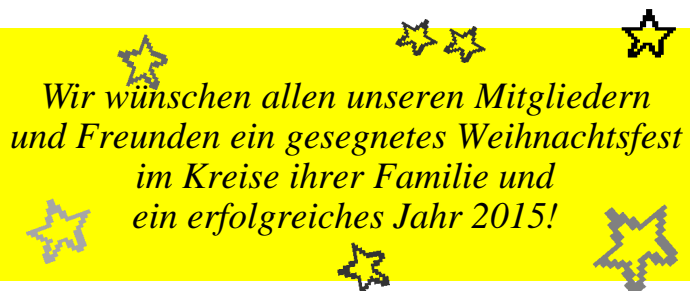 Wir wünschen allen unseren Mitgliedern
und Freunden ein gesegnetes Weihnachtsfest
im Kreise ihrer Familie und
ein erfolgreiches Jahr 2015!